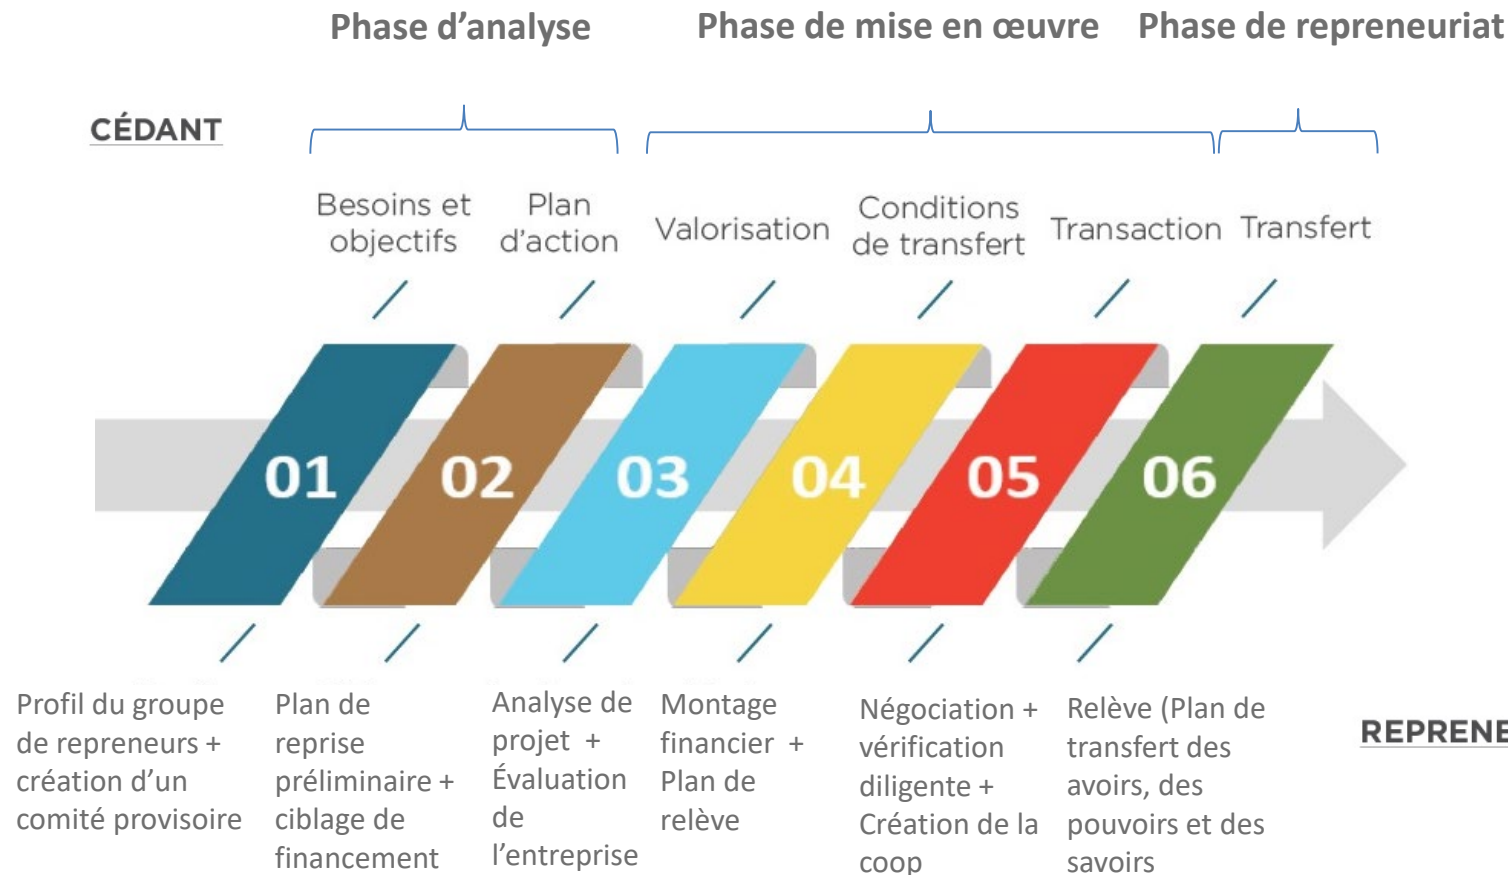 Phase d’analyse
Phase de mise en œuvre
Phase de repreneuriat
CÉDANT
Besoins et
objectifs
Plan
d’action
Valorisation
Conditions
de transfert
Transaction
Transfert
01
02
03
04
05
06
Profil du groupe
de repreneurs +
création d’un
comité provisoire
Plan de
reprise
préliminaire +
ciblage de
financement
Analyse de
projet +
Évaluation
de
l’entreprise
Montage
financier +
Plan de
relève
Négociation +
vérification
diligente +
Création de la
coop
Relève (Plan de
transfert des
avoirs, des
pouvoirs et des
savoirs
REPRENE